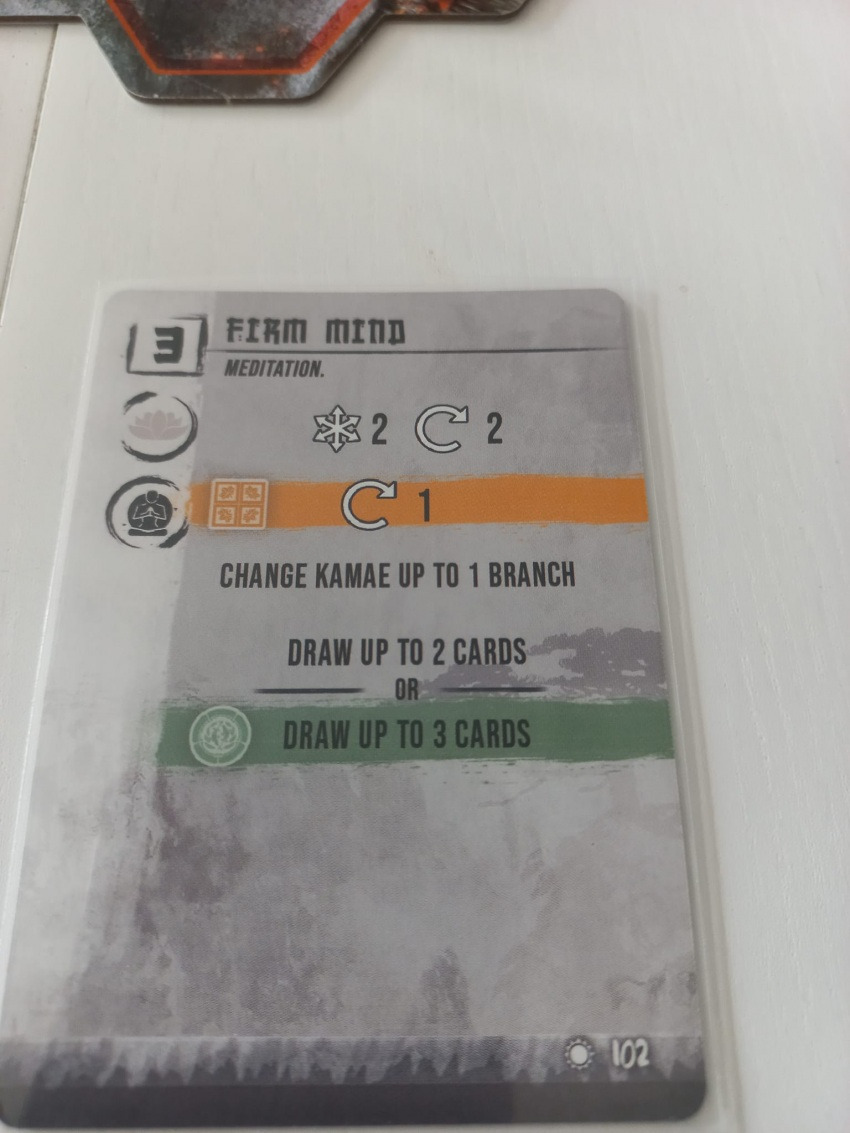 3 FIRM MIND
MEDITATION.
2 2
1
CHANGE KAMAE UP TO 1 BRANCH
DRAW UP TO 2 CARDS
OR
DRAW UP TO 3 CARDS
102